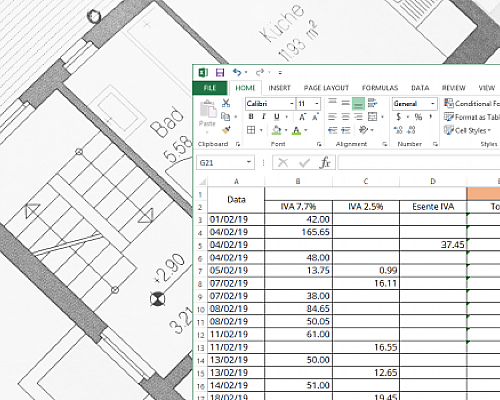 Küche
11.93 m²
Bad
5.58
+2.90
3.21
FILE HOME INSERT PAGE LAYOUT FORMULAS DATA REVIEW VIEW
Calibri 11 General Conditional Fo
Paste B I U A $ % Format as Tab
Cell Styles
Clipboard Font Alignment Number Styles
G21 fx
A B C D
1 Data
2 IVA 7.7% IVA 2.5% Esente IVA To
3 01/02/19 42.00
4 04/02/19 165.65
5 04/02/19 37.45
6 04/02/19 48.00
7 05/02/19 13.75 0.99
8 07/02/19 16.11
9 07/02/19 38.00
10 08/02/19 84.65
11 08/02/19 50.05
12 11/02/19 61.00
13 11/02/19 16.55
14 13/02/19 50.00
15 13/02/19 12.65
16 14/02/19 51.00
17 18/02/19 19.45